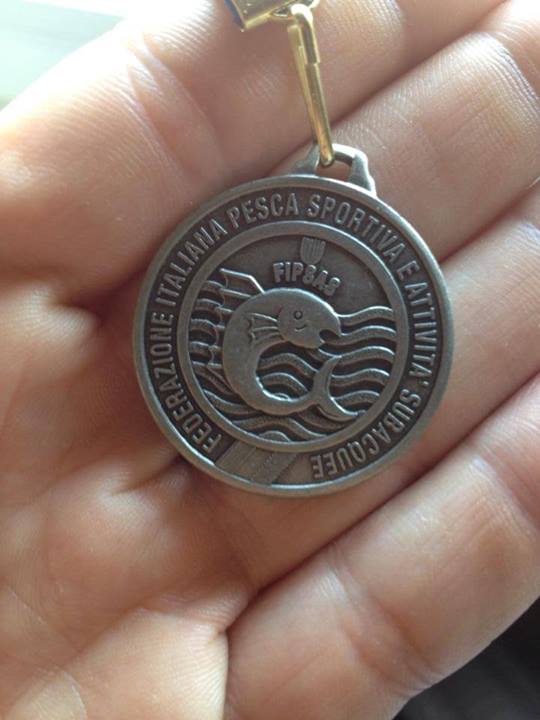 FEDERAZIONE ITALIANA PESCA SPORTIVA E ATTIVITA' SUBACQUEE
FIPSAS